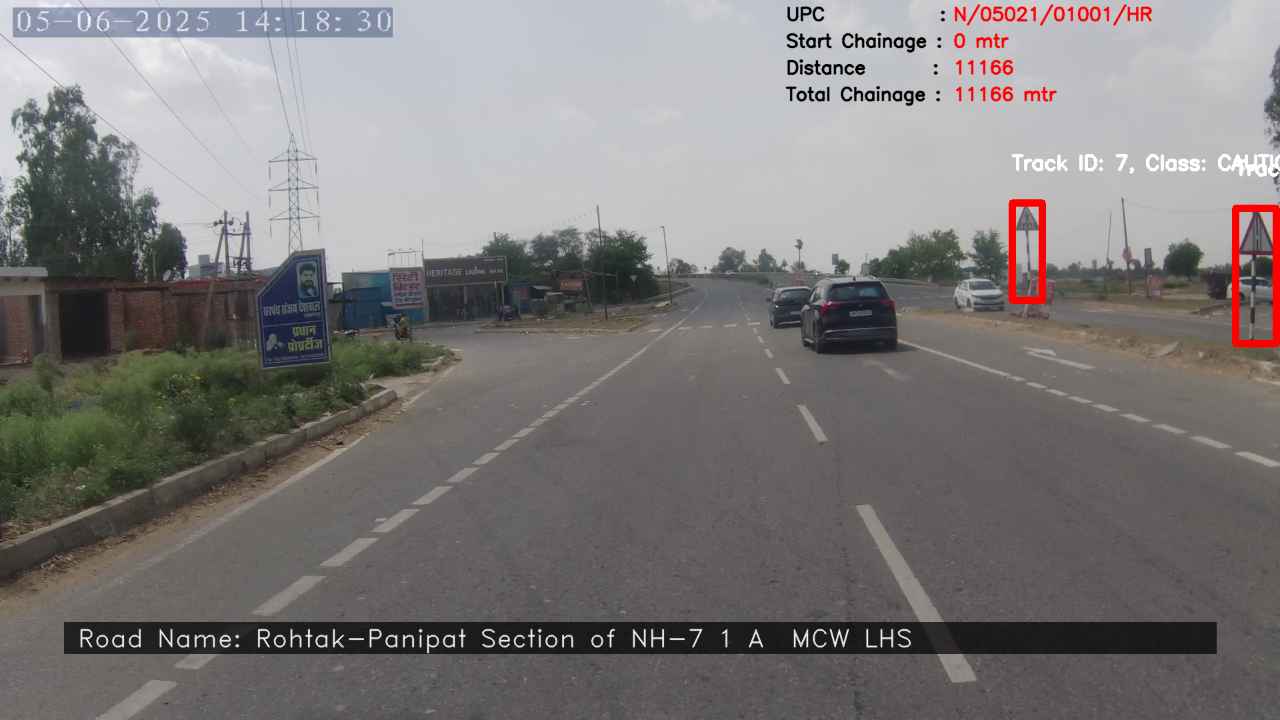 05-06-2025 14:18:30
UPC : N/05021/01001/HR
Start Chainage : 0 mtr
Distance : 11166
Total Chainage : 11166 mtr
Track ID: 7, Class:
HERITAGE
प्रधान
प्रोपर्टीज
Road Name: Rohtak-Panipat Section of NH-7 1 A MCW LHS